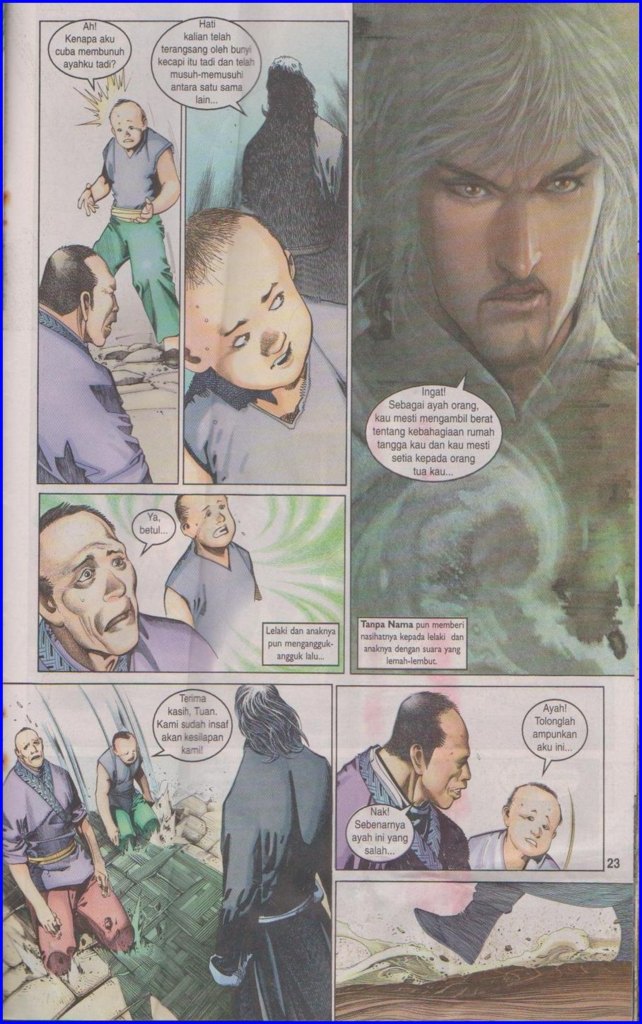 Ah!
Kenapa aku
cuba membunuh
ayahku tadi?
Hati
kalian telah
terangsang oleh bunyi
kecapi itu tadi dan telah
musuh-memusuhi
antara satu sama
lain...
Ingat!
Sebagai ayah orang,
kau mesti mengambil berat
tentang kebahagiaan rumah
tangga kau dan kau mesti
setia kepada orang
tua kau...
Tanpa Nama pun memberi
nasihatnya kepada lelaki dan
anaknya dengan suara yang
lemah-lembut.
Ya,
betul...
Lelaki dan anaknya
pun mengangguk-
angguk lalu...
Terima
kasih, Tuan.
Kami sudah insaf
akan kesilapan
kami!
Ayah!
Tolonglah
ampunkan
aku ini...
Nak!
Sebenarnya
ayah ini yang
salah...
23